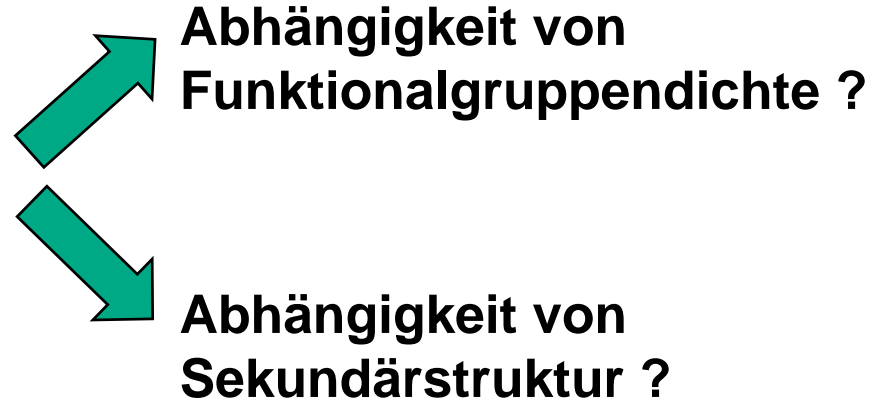 Abhängigkeit von
Funktionalgruppendichte ?
Abhängigkeit von
Sekundärstruktur ?